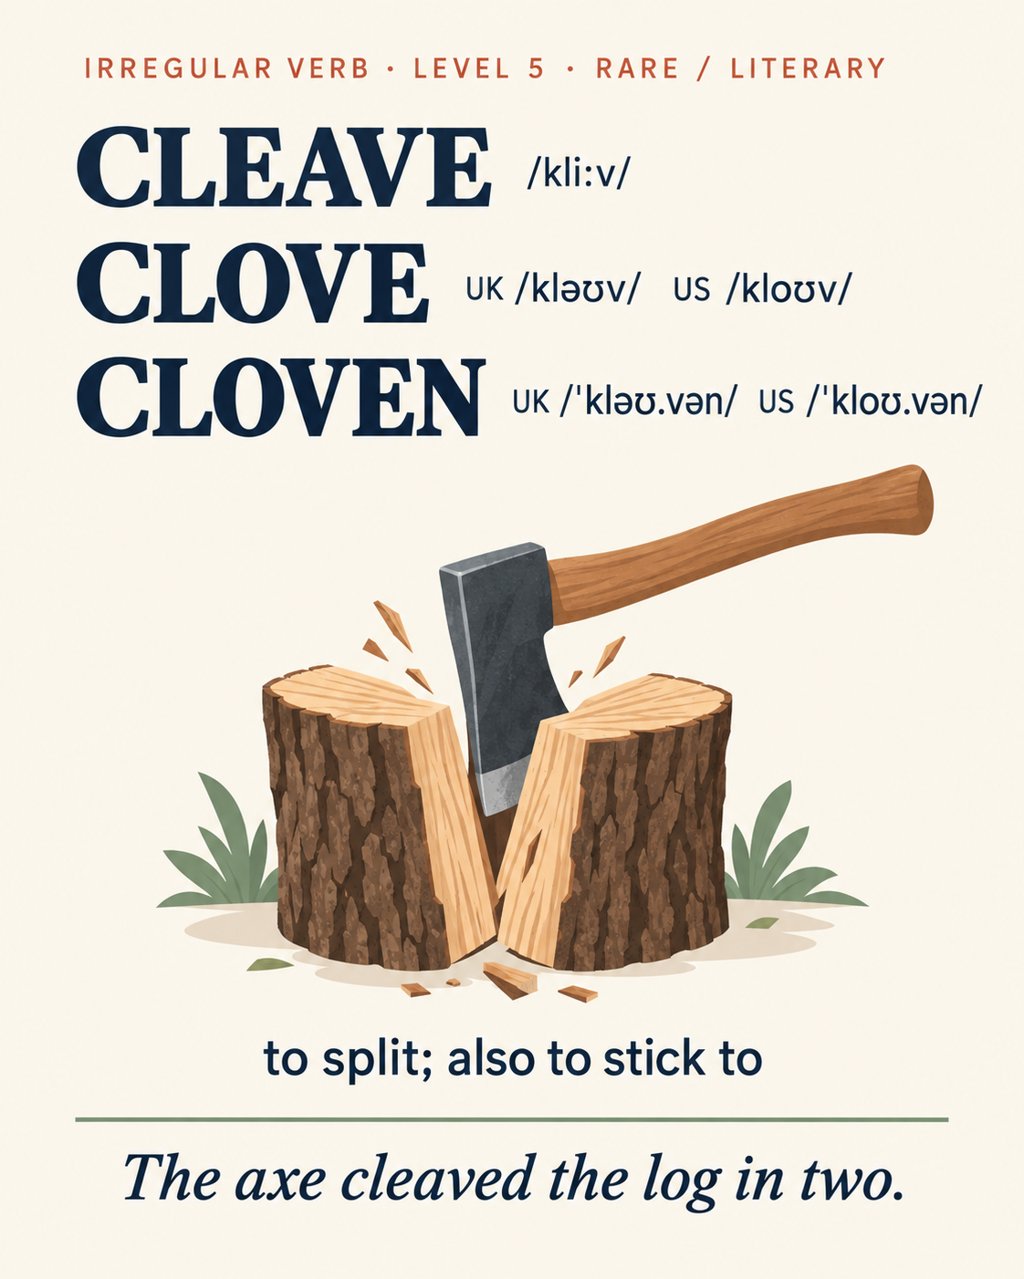 IRREGULAR VERB · LEVEL 5 · RARE / LITERARY
CLEAVE /kli:v/
CLOVE UK /kləʊv/ US /kloʊv/
CLOVEN UK /ˈkləʊ.vən/ US /ˈkloʊ.vən/
to split; also to stick to
The axe cleaved the log in two.